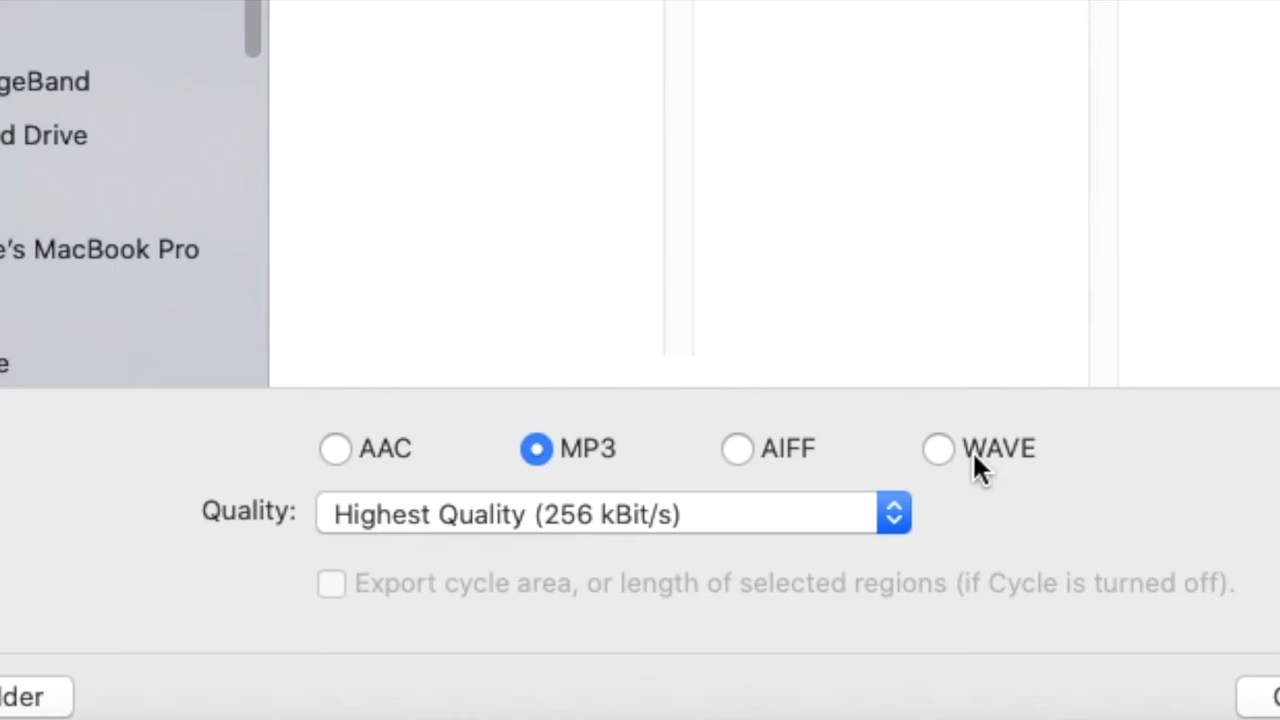 geBand
d Drive
e's MacBook Pro
e
AAC MP3 AIFF WAVE
Quality: Highest Quality (256 kBit/s)
Export cycle area, or length of selected regions (if Cycle is turned off).
lder